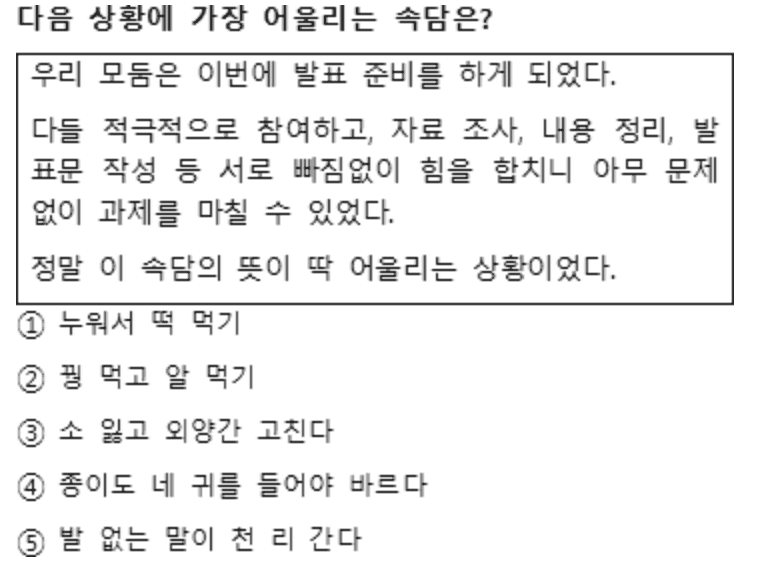 다음 상황에 가장 어울리는 속담은?
우리 모둠은 이번에 발표 준비를 하게 되었다.
다들 적극적으로 참여하고, 자료 조사, 내용 정리, 발
표문 작성 등 서로 빠짐없이 힘을 합치니 아무 문제
없이 과제를 마칠 수 있었다.
정말 이 속담의 뜻이 딱 어울리는 상황이었다.
① 누워서 떡 먹기
② 꿩 먹고 알 먹기
③ 소 잃고 외양간 고친다
④ 종이도 네 귀를 들어야 바르다
⑤ 발 없는 말이 천 리 간다